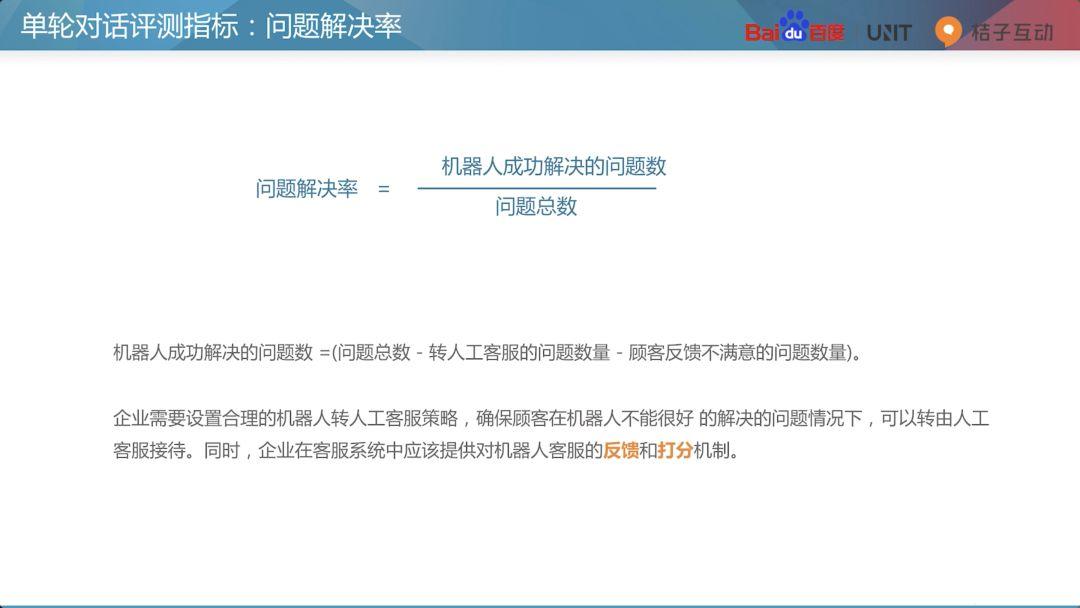 单轮对话评测指标：问题解决率
Bai du 百度 UNIT 桔子互动
机器人成功解决的问题数
问题解决率 =
问题总数
机器人成功解决的问题数 =(问题总数 - 转人工客服的问题数量 - 顾客反馈不满意的问题数量)。
企业需要设置合理的机器人转人工客服策略，确保顾客在机器人不能很好 的解决的问题情况下，可以转由人工
客服接待。同时，企业在客服系统中应该提供对机器人客服的反馈和打分机制。